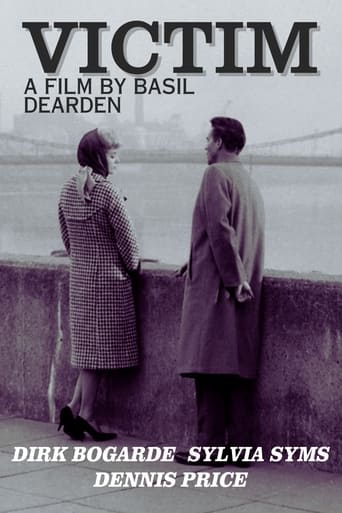 VICTIM
A FILM BY BASIL
DEARDEN
DIRK BOGARDE SYLVIA SYMS
DENNIS PRICE